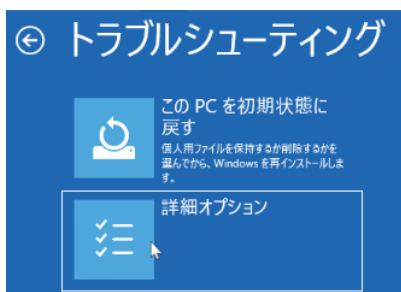 トラブルシューティング
この PC を初期状態に
戻す
個人用ファイルを保持するか削除するかを
選んでから、Windows を再インストールしま
す。
詳細オプション